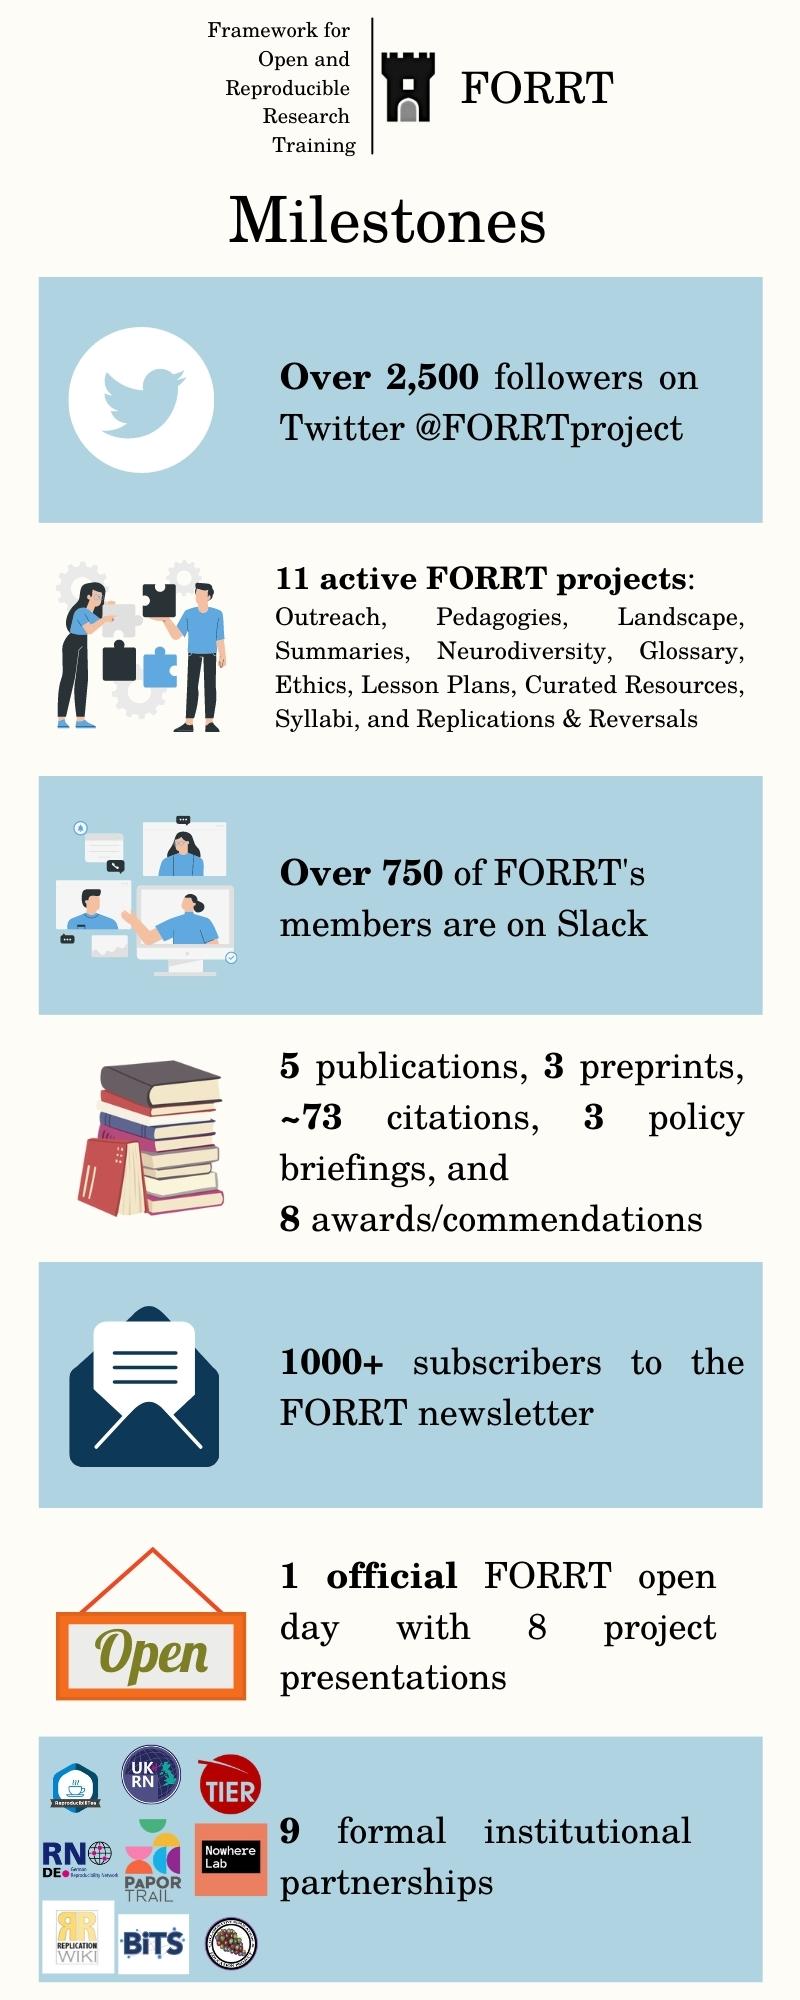 Framework for
Open and
Reproducible
Research
Training
FORRT
Milestones
Over 2,500 followers on
Twitter @FORRTproject
11 active FORRT projects:
Outreach, Pedagogies, Landscape,
Summaries, Neurodiversity, Glossary,
Ethics, Lesson Plans, Curated Resources,
Syllabi, and Replications & Reversals
Over 750 of FORRT's
members are on Slack
5 publications, 3 preprints,
~73 citations, 3 policy
briefings, and
8 awards/commendations
1000+ subscribers to the
FORRT newsletter
Open
1 official FORRT open
day with 8 project
presentations
ReproducibiliTea
UK
RN
TIER
RN
DE
German
Reproducibility Network
PAPOR
TRAIL
Nowhere
Lab
RR
REPLICATION
WIKI
BiTS
9 formal institutional
partnerships